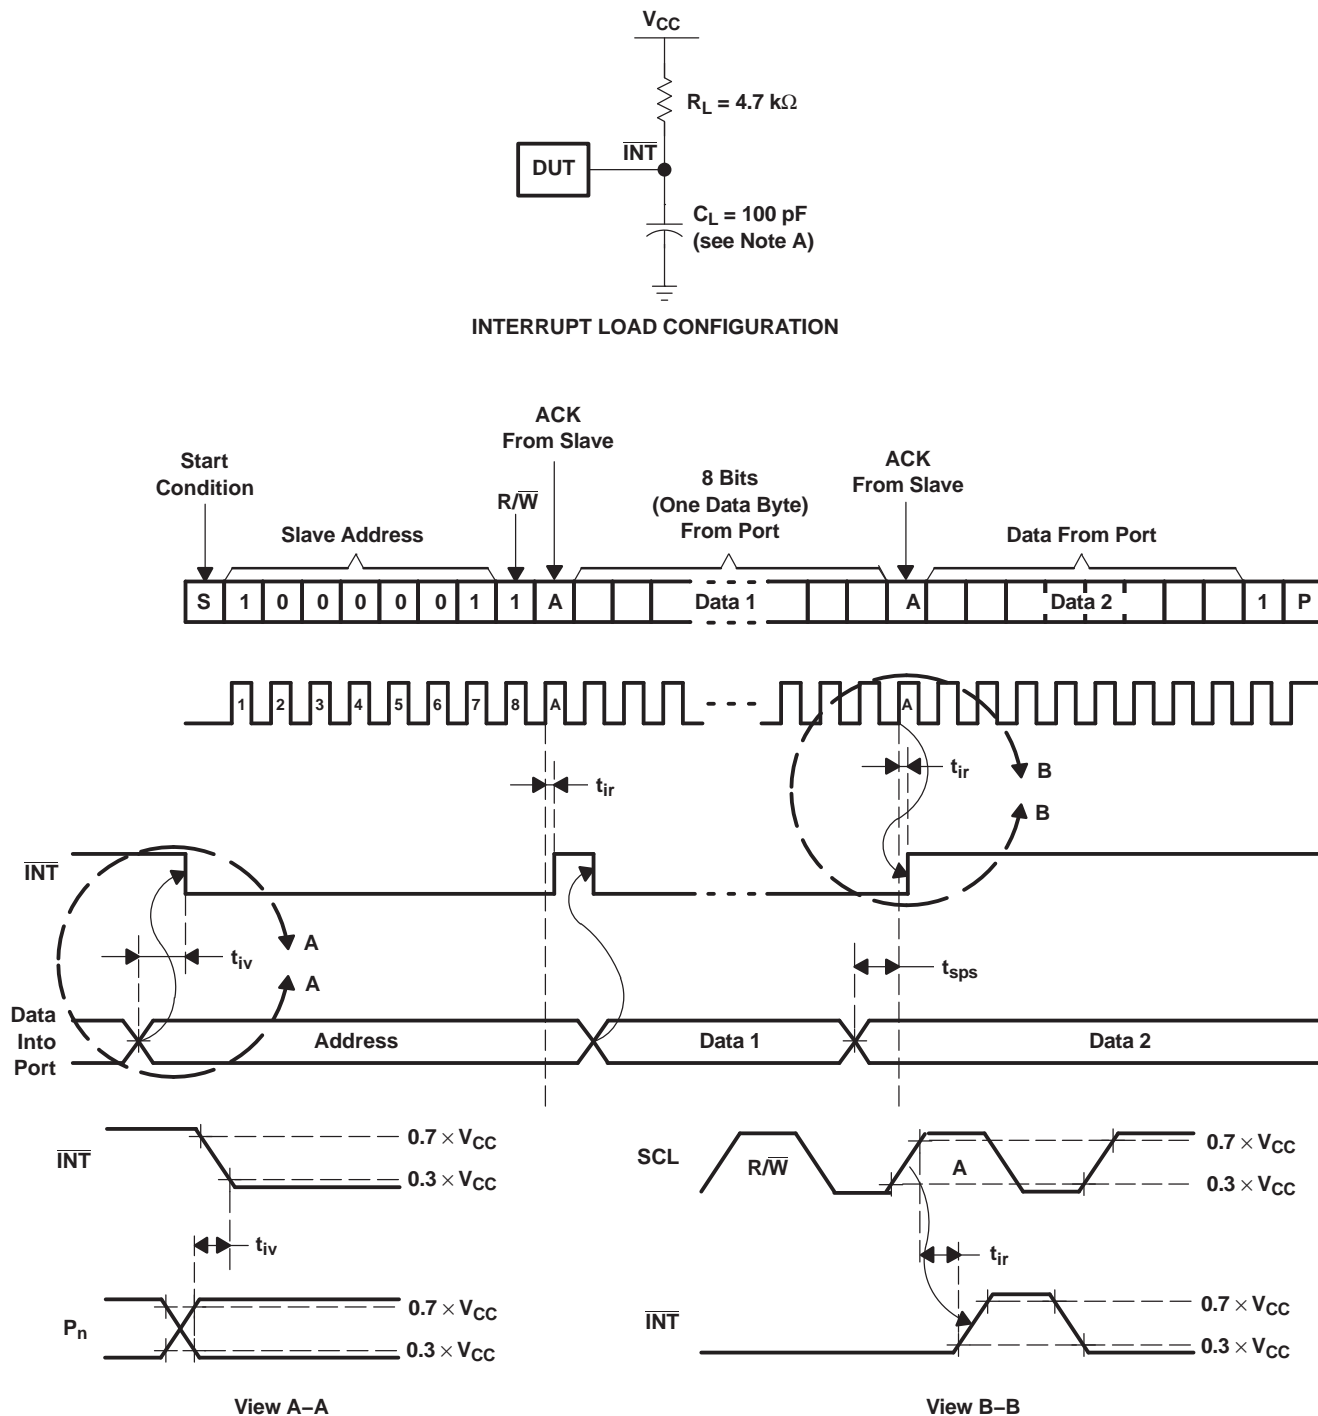 VCC
RL = 4.7 kΩ
INT
DUT
CL = 100 pF
(see Note A)
INTERRUPT LOAD CONFIGURATION
ACK
From Slave
Start
Condition
R/W
8 Bits
(One Data Byte)
From Port
ACK
From Slave
Slave Address
Data From Port
S 1 0 0 0 0 0 1 1 A Data 1 A Data 2 1 P
1 2 3 4 5 6 7 8 A A
tir
tir
B
B
INT
A
tiv
A
tsps
Data
Into
Port
Address
Data 1
Data 2
INT
0.7 × VCC
0.3 × VCC
tiv
Pn
0.7 × VCC
0.3 × VCC
View A–A
SCL
R/W
A
0.7 × VCC
0.3 × VCC
tir
INT
0.7 × VCC
0.3 × VCC
View B–B